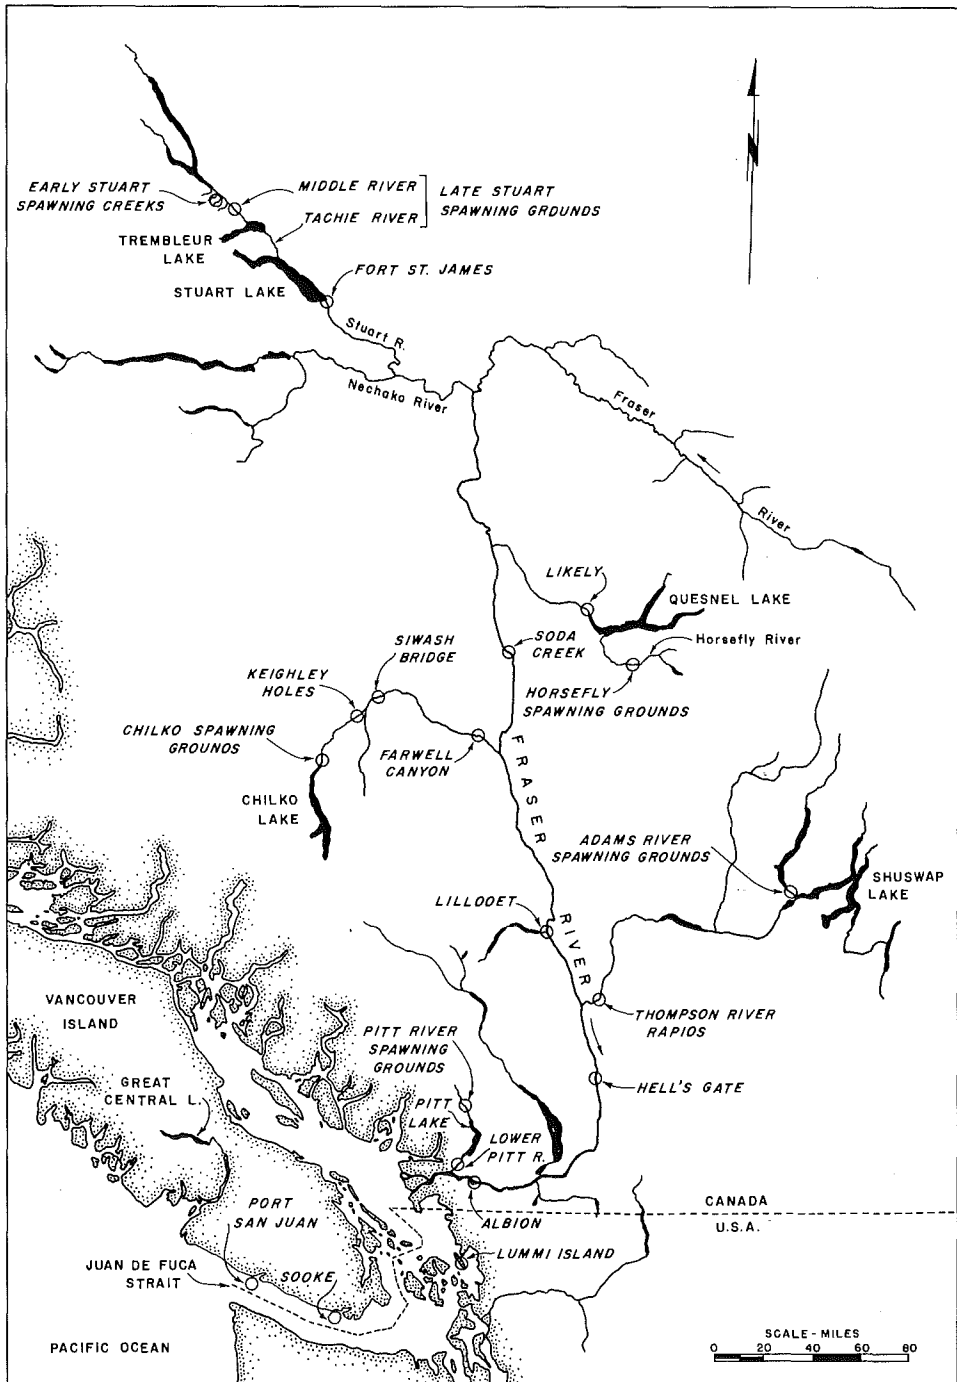 EARLY STUART
SPAWNING CREEKS
MIDDLE RIVER
TACHIE RIVER
LATE STUART
SPAWNING GROUNDS
TREMBLEUR
LAKE
STUART LAKE
FORT ST. JAMES
Stuart R.
Nechako River
Fraser
River
LIKELY
QUESNEL LAKE
Horsefly River
SODA
CREEK
HORSEFLY
SPAWNING GROUNDS
SIWASH
BRIDGE
KEIGHLEY
HOLES
CHILKO SPAWNING
GROUNDS
FARWELL
CANYON
CHILKO
LAKE
FRASER
RIVER
ADAMS RIVER
SPAWNING GROUNDS
SHUSWAP
LAKE
LILLOOET
THOMPSON RIVER
RAPIOS
HELL'S GATE
VANCOUVER
ISLAND
PITT RIVER
SPAWNING
GROUNDS
GREAT
CENTRAL L.
PITT
LAKE
LOWER
PITT R.
ALBION
CANADA
U.S.A.
PORT
SAN JUAN
LUMMI ISLAND
JUAN DE FUCA
STRAIT
SOOKE
PACIFIC OCEAN
SCALE - MILES
0 20 40 60 80
N